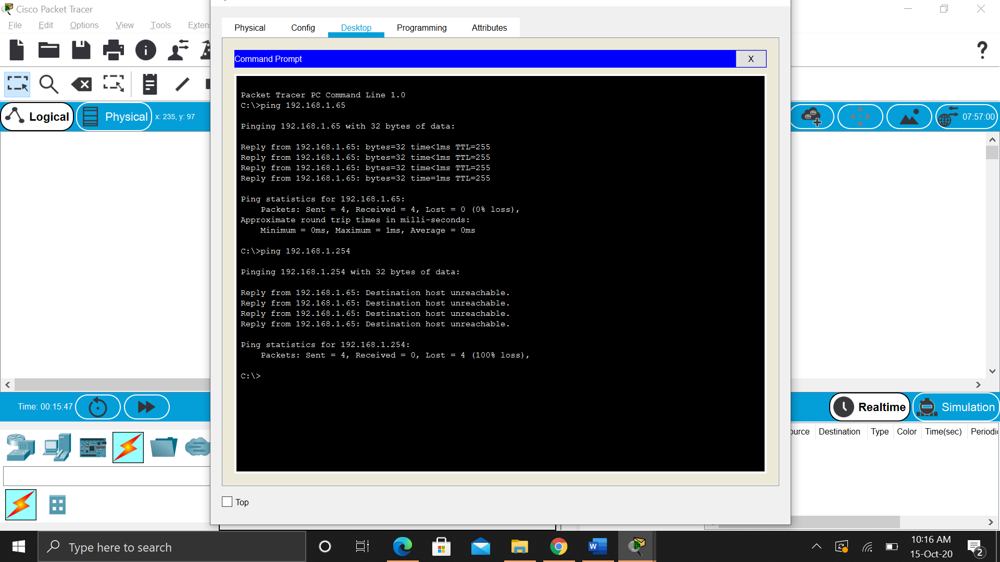 Cisco Packet Tracer
File Edit Options View Tools Exten
Physical Config Desktop Programming Attributes
Command Prompt X
Logical Physical x: 235, y: 97
07:57:00
Packet Tracer PC Command Line 1.0
C:\>ping 192.168.1.65
Pinging 192.168.1.65 with 32 bytes of data:
Reply from 192.168.1.65: bytes=32 time<1ms TTL=255
Reply from 192.168.1.65: bytes=32 time<1ms TTL=255
Reply from 192.168.1.65: bytes=32 time<1ms TTL=255
Reply from 192.168.1.65: bytes=32 time=1ms TTL=255
Ping statistics for 192.168.1.65:
Packets: Sent = 4, Received = 4, Lost = 0 (0% loss),
Approximate round trip times in milli-seconds:
Minimum = 0ms, Maximum = 1ms, Average = 0ms
C:\>ping 192.168.1.254
Pinging 192.168.1.254 with 32 bytes of data:
Reply from 192.168.1.65: Destination host unreachable.
Reply from 192.168.1.65: Destination host unreachable.
Reply from 192.168.1.65: Destination host unreachable.
Reply from 192.168.1.65: Destination host unreachable.
Ping statistics for 192.168.1.254:
Packets: Sent = 4, Received = 0, Lost = 4 (100% loss),
C:\>
Time: 00:15:47
Realtime Simulation
ource Destination Type Color Time(sec) Periodi
Top
Type here to search
W
10:16 AM
15-Oct-20
2